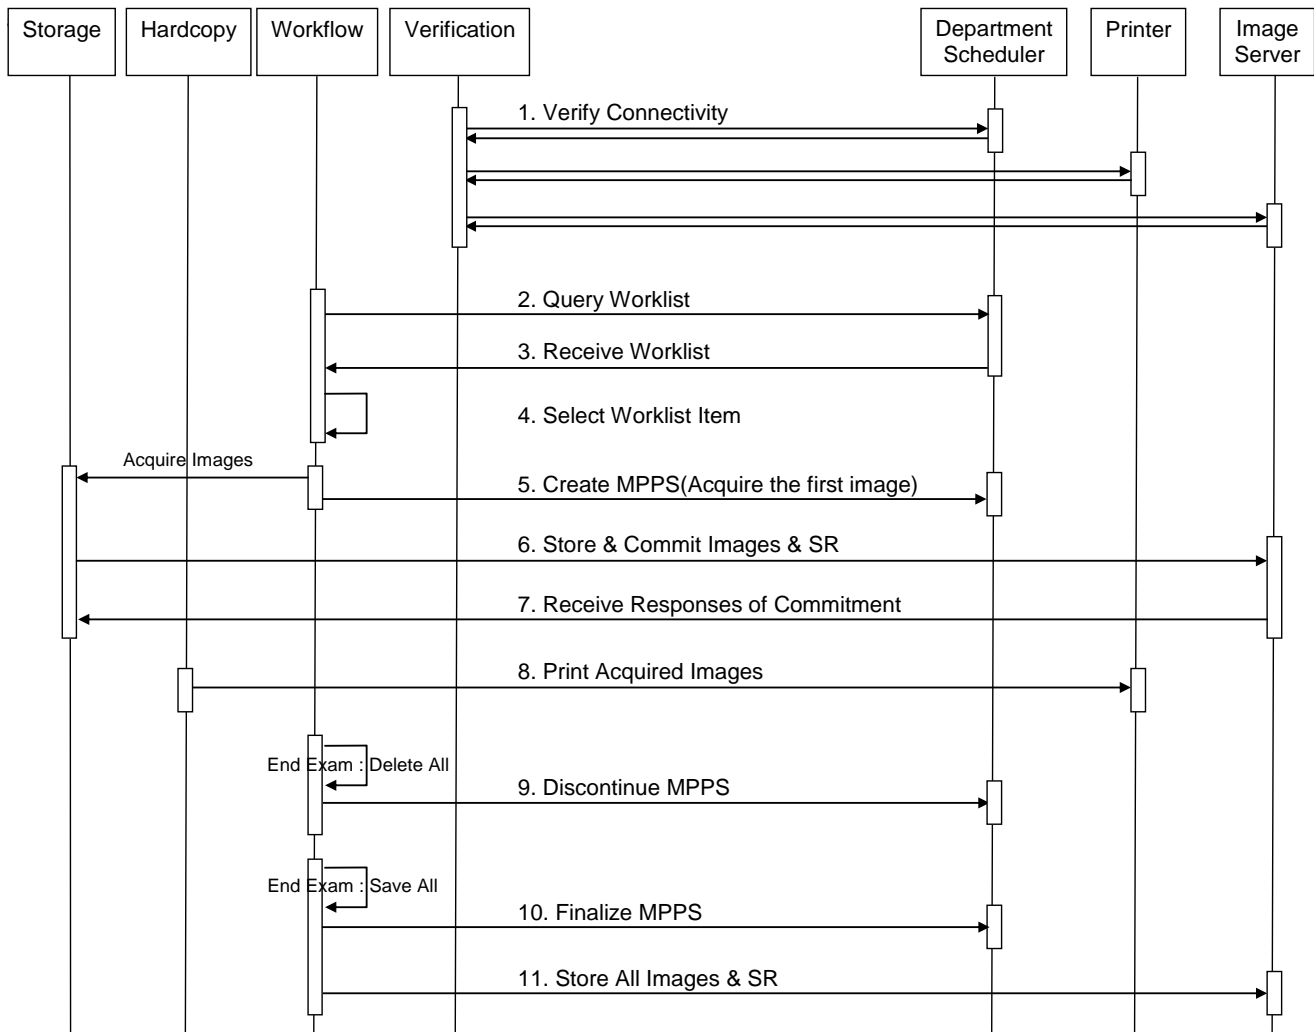 Storage
Hardcopy
Workflow
Verification
Department
Scheduler
Printer
Image
Server
1. Verify Connectivity
2. Query Worklist
3. Receive Worklist
4. Select Worklist Item
Acquire Images
5. Create MPPS(Acquire the first image)
6. Store & Commit Images & SR
7. Receive Responses of Commitment
8. Print Acquired Images
End Exam : Delete All
9. Discontinue MPPS
End Exam : Save All
10. Finalize MPPS
11. Store All Images & SR